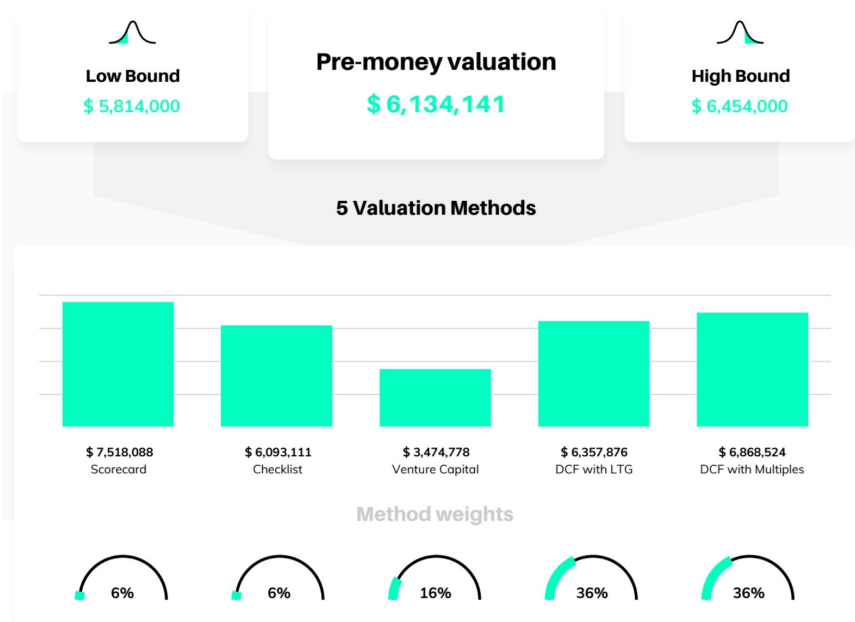 Low Bound
$ 5,814,000
Pre-money valuation
$ 6,134,141
High Bound
$ 6,454,000
5 Valuation Methods
$ 7,518,088
Scorecard
$ 6,093,111
Checklist
$ 3,474,778
Venture Capital
$ 6,357,876
DCF with LTG
$ 6,868,524
DCF with Multiples
Method weights
6%
6%
16%
36%
36%